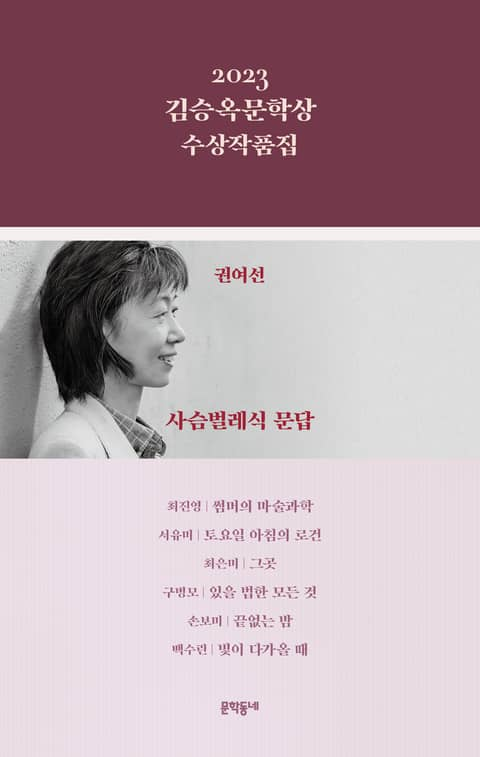 2023
김승옥문학상
수상작품집
권여선
사슴벌레식 문답
최진영 | 썸머의 마술과학
서유미 | 토요일 아침의 로건
최은미 | 그곳
구병모 | 있을 법한 모든 것
손보미 | 끝없는 밤
백수린 | 빛이 다가올 때
문학동네